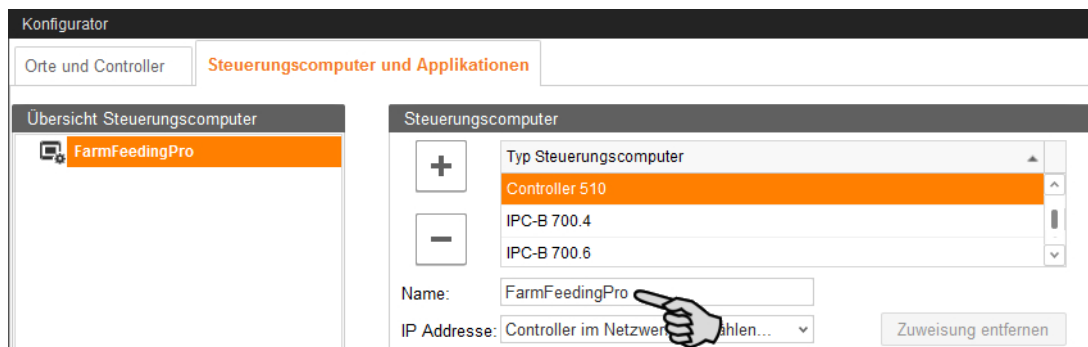 Konfigurator
Orte und Controller
Steuerungscomputer und Applikationen
Übersicht Steuerungscomputer
FarmFeedingPro
Steuerungscomputer
+
Typ Steuerungscomputer
Controller 510
IPC-B 700.4
−
IPC-B 700.6
Name: FarmFeedingPro
IP Addresse: Controller im
Zuweisung entfernen